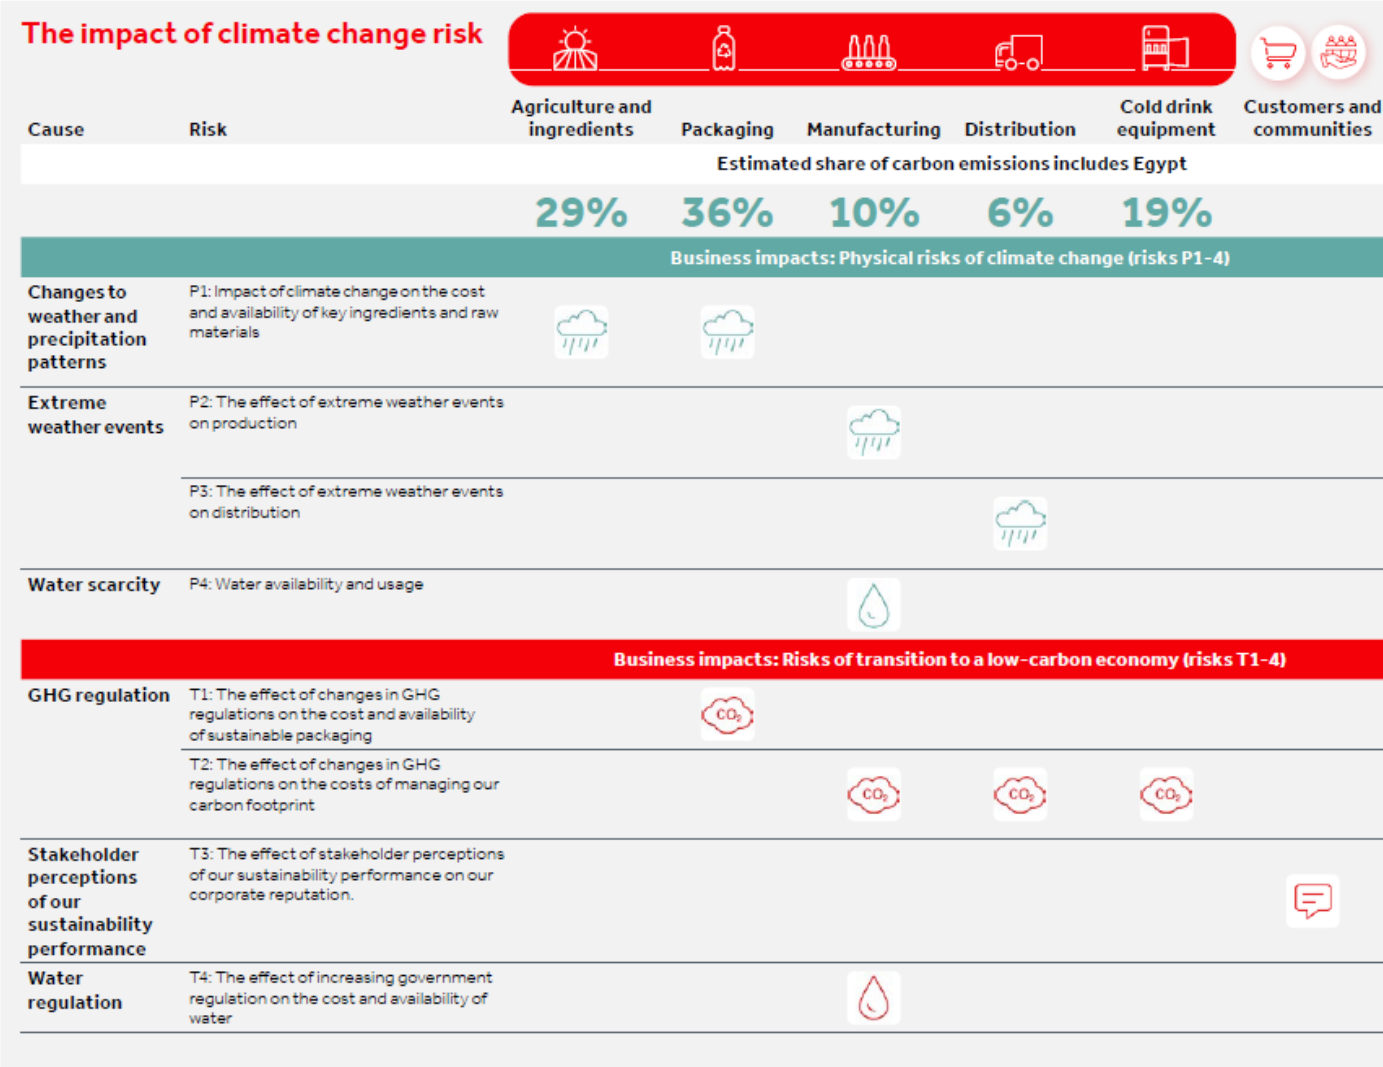 The impact of climate change risk
Agriculture and
ingredients
Packaging
Manufacturing
Distribution
Cold drink
equipment
Customers and
communities
Cause
Risk
Estimated share of carbon emissions includes Egypt
29%
36%
10%
6%
19%
Business impacts: Physical risks of climate change (risks P1-4)
Changes to
weather and
precipitation
patterns
P1: Impact of climate change on the cost
and availability of key ingredients and raw
materials
Extreme
weather events
P2: The effect of extreme weather events
on production
P3: The effect of extreme weather events
on distribution
Water scarcity
P4: Water availability and usage
Business impacts: Risks of transition to a low-carbon economy (risks T1-4)
GHG regulation
T1: The effect of changes in GHG
regulations on the cost and availability
of sustainable packaging
CO₂
T2: The effect of changes in GHG
regulations on the costs of managing our
carbon footprint
CO₂
CO₂
CO₂
Stakeholder
perceptions
of our
sustainability
performance
T3: The effect of stakeholder perceptions
of our sustainability performance on our
corporate reputation.
Water
regulation
T4: The effect of increasing government
regulation on the cost and availability of
water